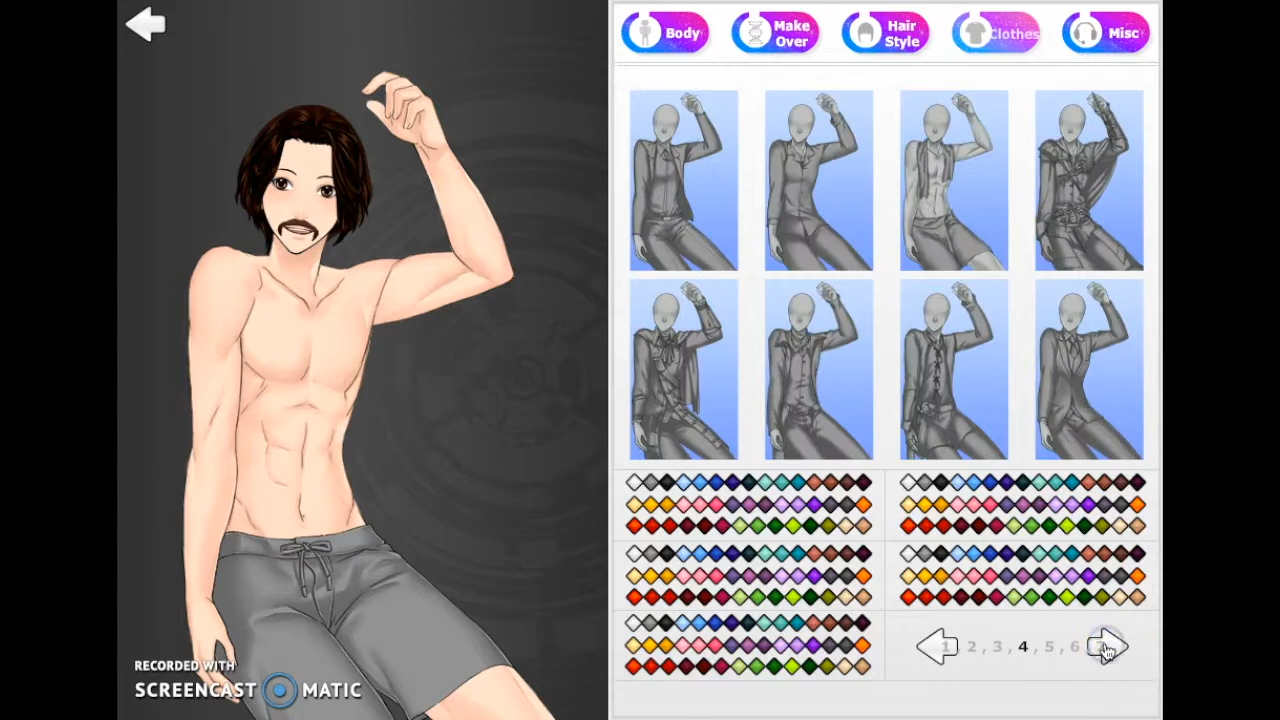 Body
Make
Over
Hair
Style
Clothes
Misc
1 2 , 3 , 4 , 5 , 6 ,
RECORDED WITH
SCREENCAST MATIC